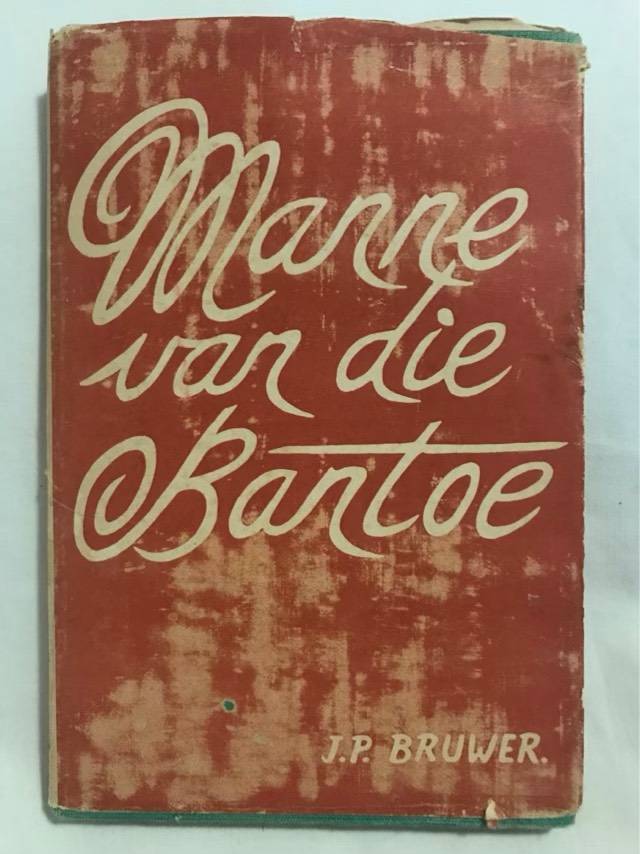 Manne
van die
Bantoe
J.P. BRUWER.